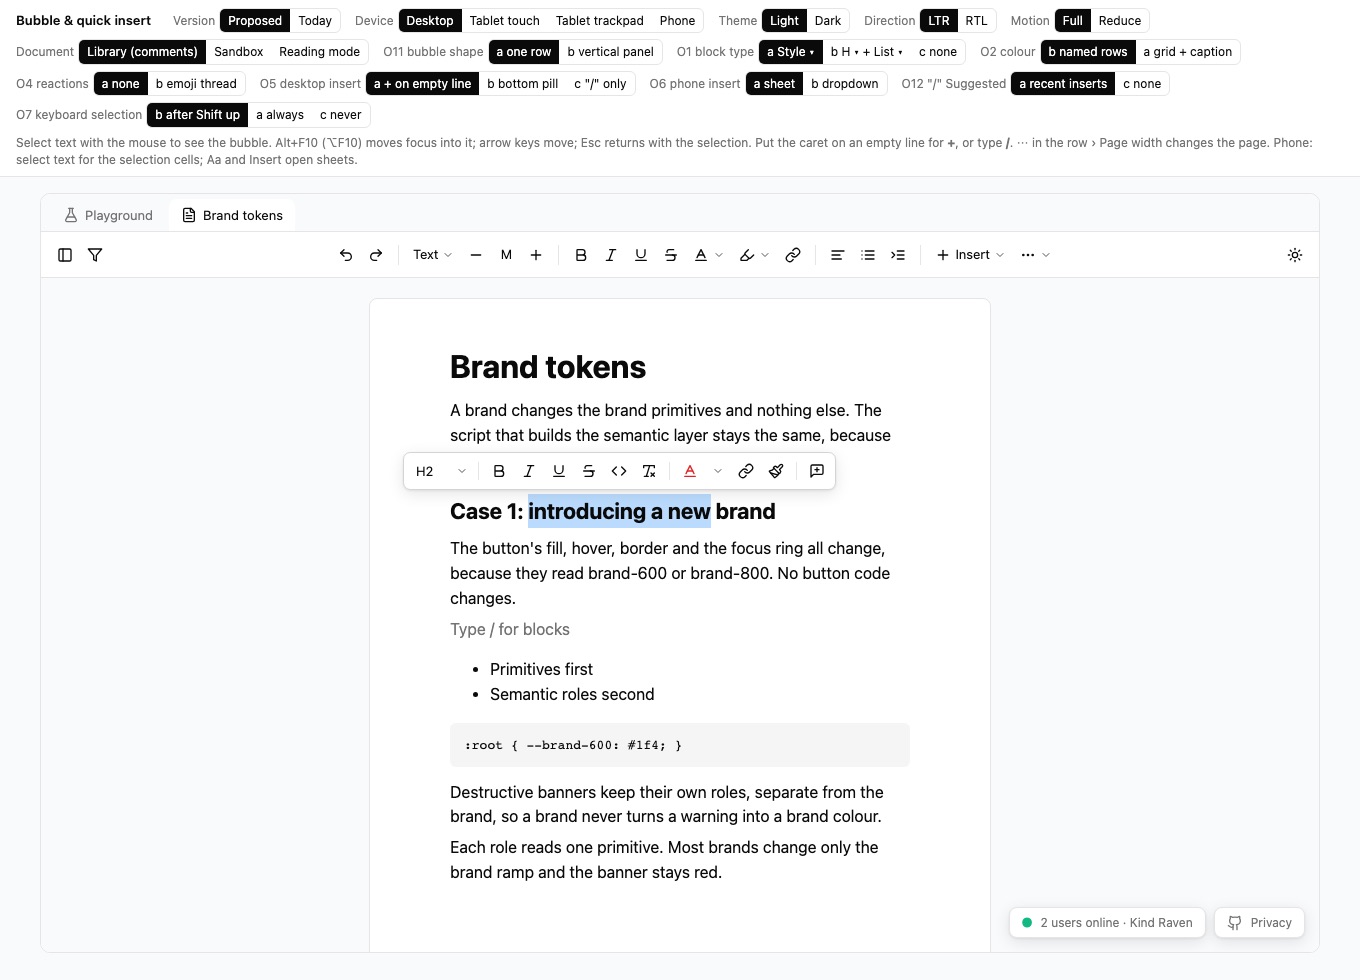 Bubble & quick insert Version Proposed Today Device Desktop Tablet touch Tablet trackpad Phone Theme Light Dark Direction LTR RTL Motion Full Reduce
Document Library (comments) Sandbox Reading mode O11 bubble shape a one row b vertical panel O1 block type a Style ▾ b H ▾ + List ▾ c none O2 colour b named rows a grid + caption
O4 reactions a none b emoji thread O5 desktop insert a + on empty line b bottom pill c "/" only O6 phone insert a sheet b dropdown O12 "/" Suggested a recent inserts c none
O7 keyboard selection b after Shift up a always c never
Select text with the mouse to see the bubble. Alt+F10 (⌥F10) moves focus into it; arrow keys move; Esc returns with the selection. Put the caret on an empty line for +, or type /. ··· in the row › Page width changes the page. Phone:
select text for the selection cells; Aa and Insert open sheets.
Playground Brand tokens
Text M B I U S A Insert
Brand tokens
A brand changes the brand primitives and nothing else. The
script that builds the semantic layer stays the same, because
H2 B I U S A
Case 1: introducing a new brand
The button's fill, hover, border and the focus ring all change,
because they read brand-600 or brand-800. No button code
changes.
Type / for blocks
• Primitives first
• Semantic roles second
:root { --brand-600: #1f4; }
Destructive banners keep their own roles, separate from the
brand, so a brand never turns a warning into a brand colour.
Each role reads one primitive. Most brands change only the
brand ramp and the banner stays red.
2 users online · Kind Raven Privacy